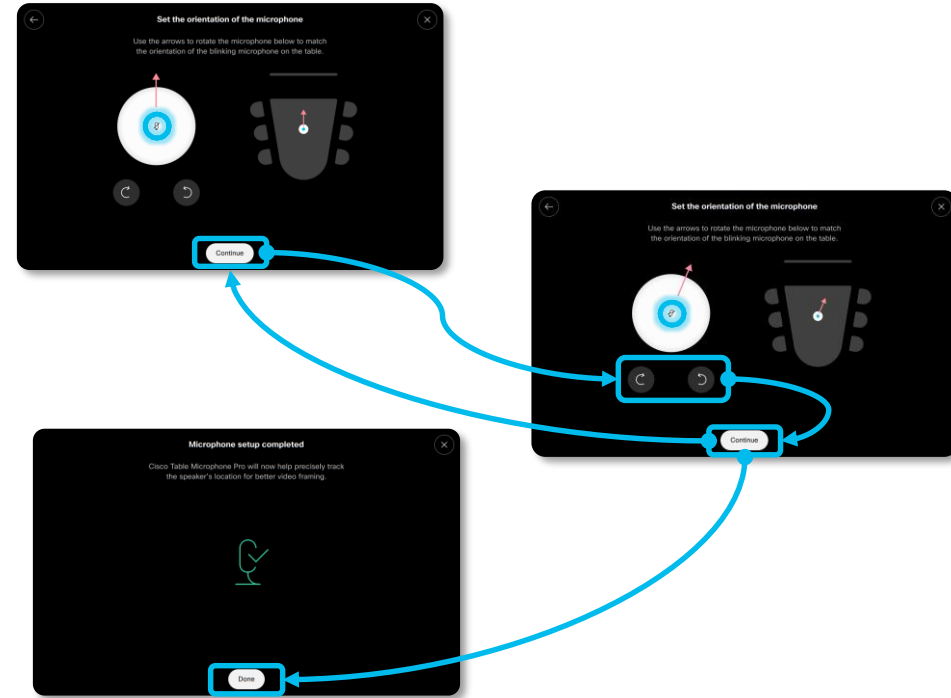 Set the orientation of the microphone
Use the arrows to rotate the microphone below to match
the orientation of the blinking microphone on the table.
Continue
Set the orientation of the microphone
Use the arrows to rotate the microphone below to match
the orientation of the blinking microphone on the table.
Continue
Microphone setup completed
Cisco Table Microphone Pro will now help precisely track
the speaker's location for better video framing.
Done